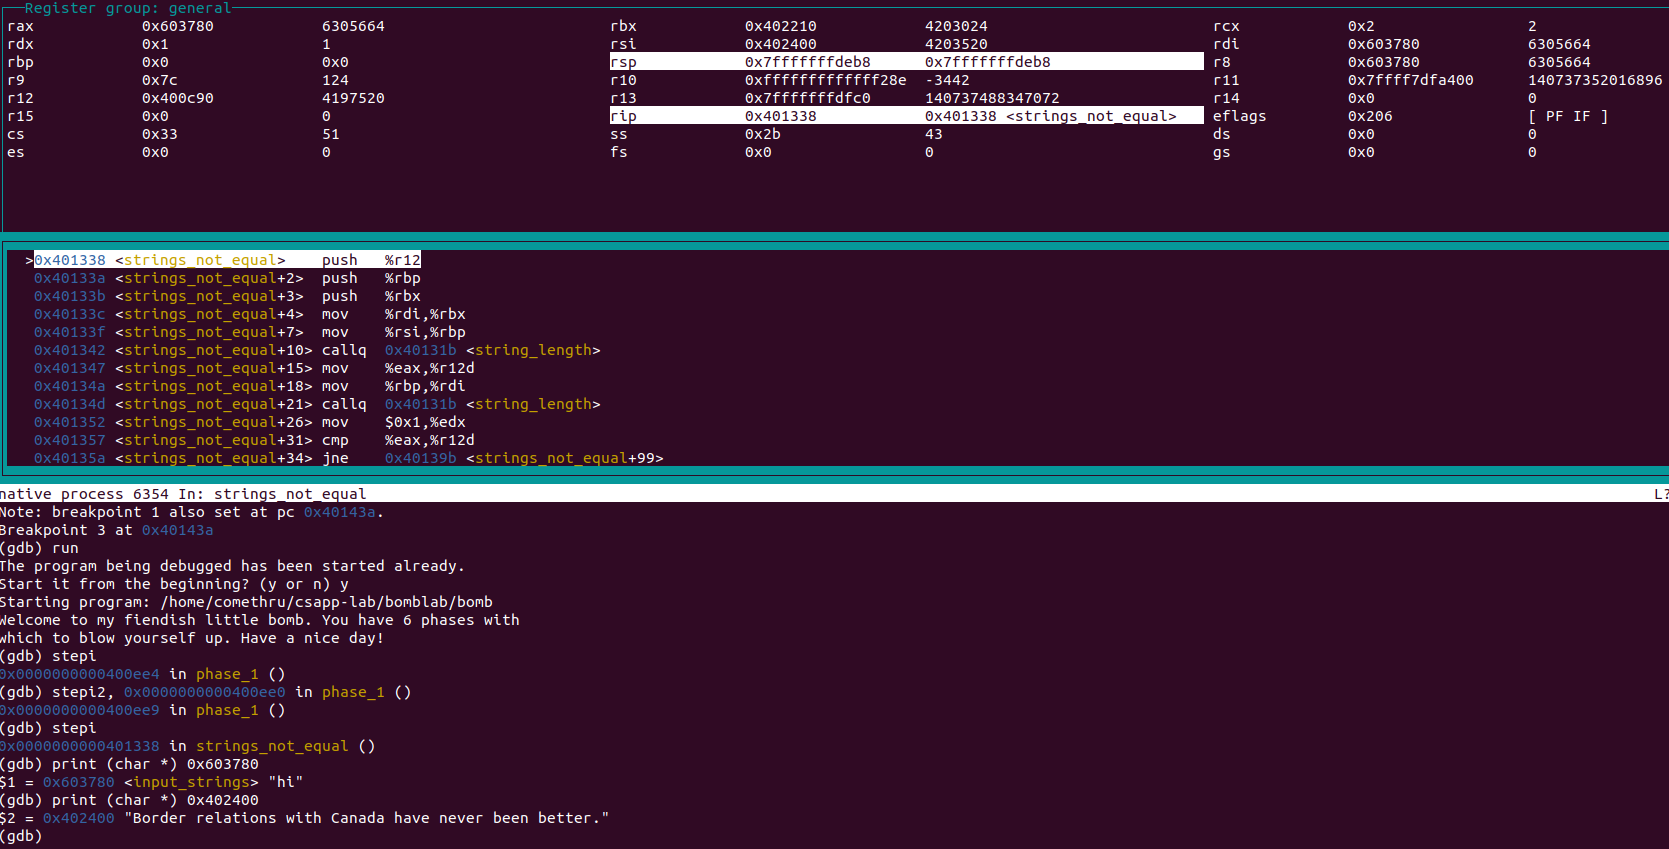 Register group: general
rax 0x603780 6305664 rbx 0x402210 4203024 rcx 0x2 2
rdx 0x1 1 rsi 0x402400 4203520 rdi 0x603780 6305664
rbp 0x0 0x0 rsp 0x7fffffffdeb8 0x7fffffffdeb8 r8 0x603780 6305664
r9 0x7c 124 r10 0xfffffffffffff28e -3442 r11 0x7ffff7dfa400 140737352016896
r12 0x400c90 4197520 r13 0x7fffffffdfc0 140737488347072 r14 0x0 0
r15 0x0 0 rip 0x401338 0x401338 <strings_not_equal> eflags 0x206 [ PF IF ]
cs 0x33 51 ss 0x2b 43 ds 0x0 0
es 0x0 0 fs 0x0 0 gs 0x0 0
>0x401338 <strings_not_equal> push %r12
0x40133a <strings_not_equal+2> push %rbp
0x40133b <strings_not_equal+3> push %rbx
0x40133c <strings_not_equal+4> mov %rdi,%rbx
0x40133f <strings_not_equal+7> mov %rsi,%rbp
0x401342 <strings_not_equal+10> callq 0x40131b <string_length>
0x401347 <strings_not_equal+15> mov %eax,%r12d
0x40134a <strings_not_equal+18> mov %rbp,%rdi
0x40134d <strings_not_equal+21> callq 0x40131b <string_length>
0x401352 <strings_not_equal+26> mov $0x1,%edx
0x401357 <strings_not_equal+31> cmp %eax,%r12d
0x40135a <strings_not_equal+34> jne 0x40139b <strings_not_equal+99>
native process 6354 In: strings_not_equal L?
Note: breakpoint 1 also set at pc 0x40143a.
Breakpoint 3 at 0x40143a
(gdb) run
The program being debugged has been started already.
Start it from the beginning? (y or n) y
Starting program: /home/comethru/csapp-lab/bomblab/bomb
Welcome to my fiendish little bomb. You have 6 phases with
which to blow yourself up. Have a nice day!
(gdb) stepi
0x0000000000400ee4 in phase_1 ()
(gdb) stepi2, 0x0000000000400ee0 in phase_1 ()
0x0000000000400ee9 in phase_1 ()
(gdb) stepi
0x0000000000401338 in strings_not_equal ()
(gdb) print (char *) 0x603780
$1 = 0x603780 <input_strings> "hi"
(gdb) print (char *) 0x402400
$2 = 0x402400 "Border relations with Canada have never been better."
(gdb)